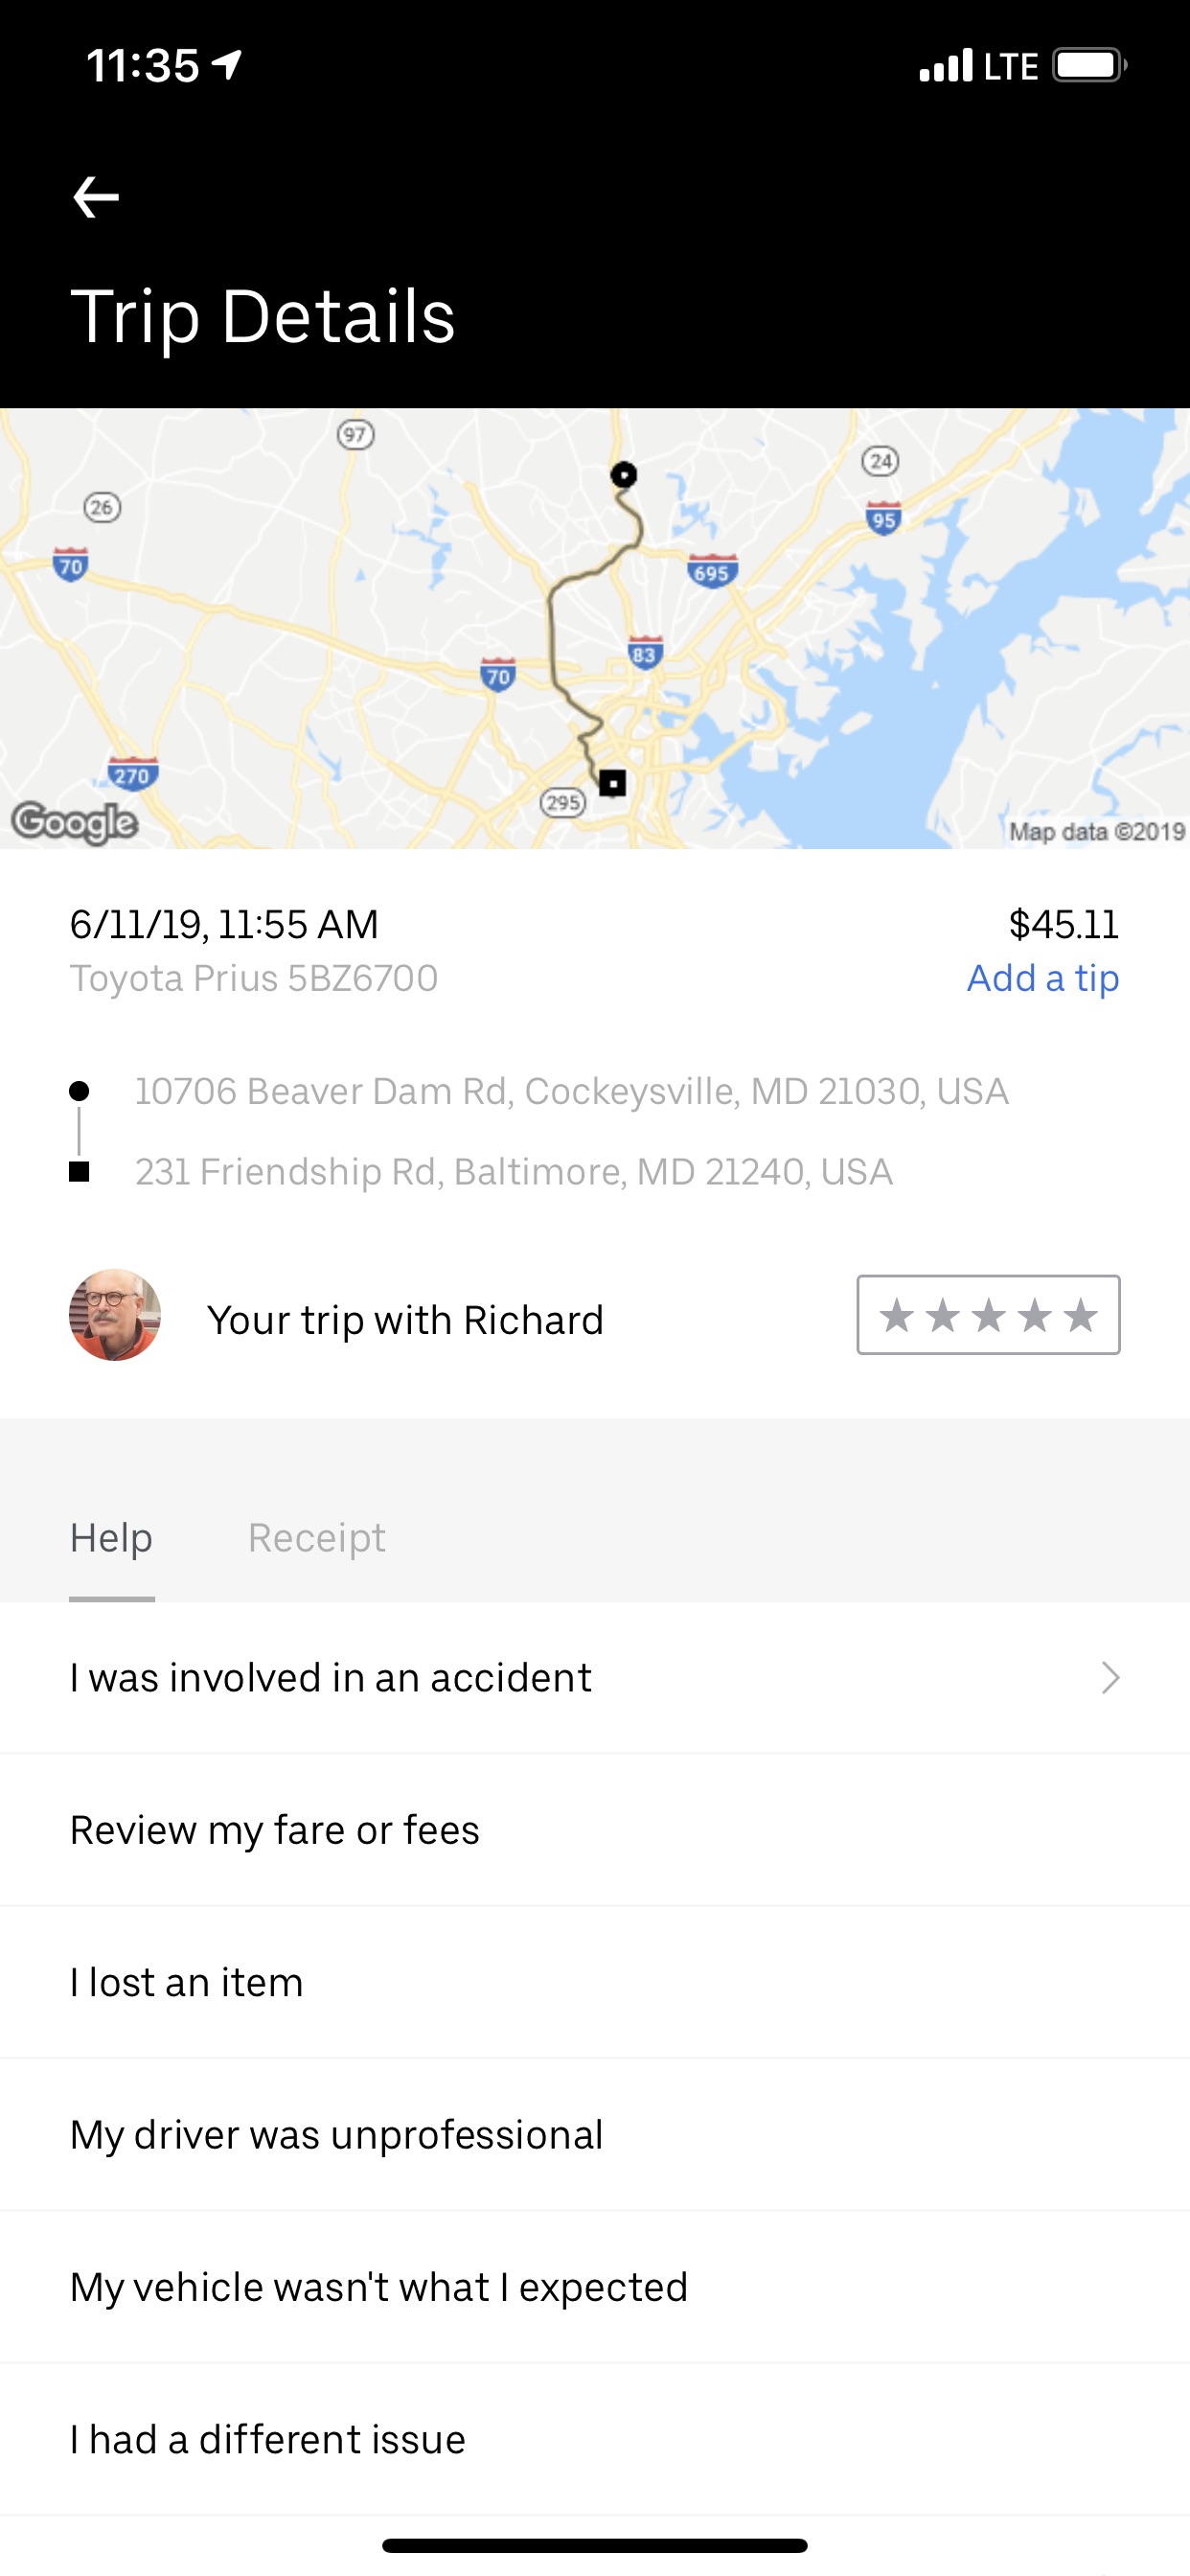 11:35
LTE
Trip Details
97
26
24
70
95
695
83
70
270
295
Google
Map data ©2019
6/11/19, 11:55 AM
$45.11
Toyota Prius 5BZ6700
Add a tip
10706 Beaver Dam Rd, Cockeysville, MD 21030, USA
231 Friendship Rd, Baltimore, MD 21240, USA
Your trip with Richard
Help
Receipt
I was involved in an accident
Review my fare or fees
I lost an item
My driver was unprofessional
My vehicle wasn't what I expected
I had a different issue